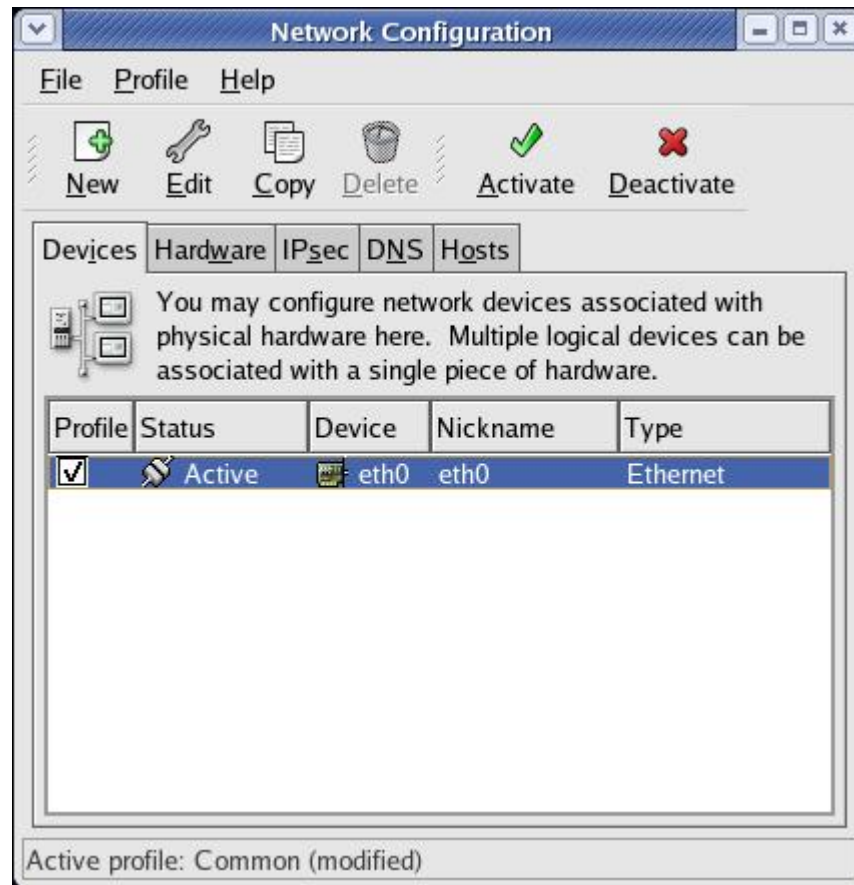 Network Configuration
File Profile Help
New Edit Copy Delete Activate Deactivate
Devices Hardware IPsec DNS Hosts
You may configure network devices associated with
physical hardware here.  Multiple logical devices can be
associated with a single piece of hardware.
Profile Status Device Nickname Type
Active eth0 eth0 Ethernet
Active profile: Common (modified)